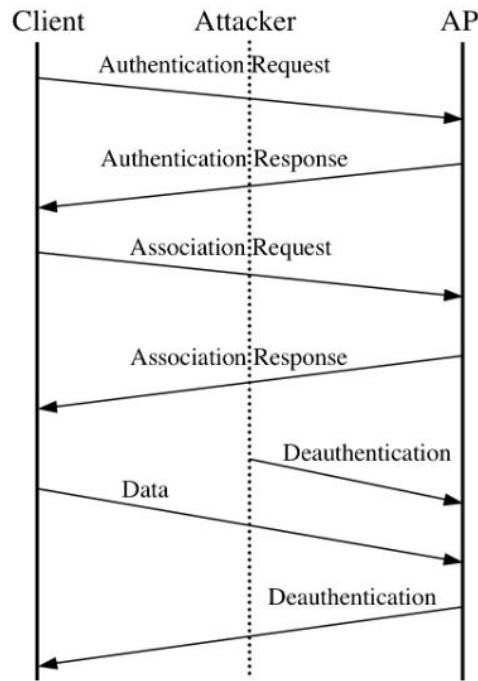 Client
Attacker
AP
Authentication Request
Authentication Response
Association Request
Association Response
Deauthentication
Data
Deauthentication